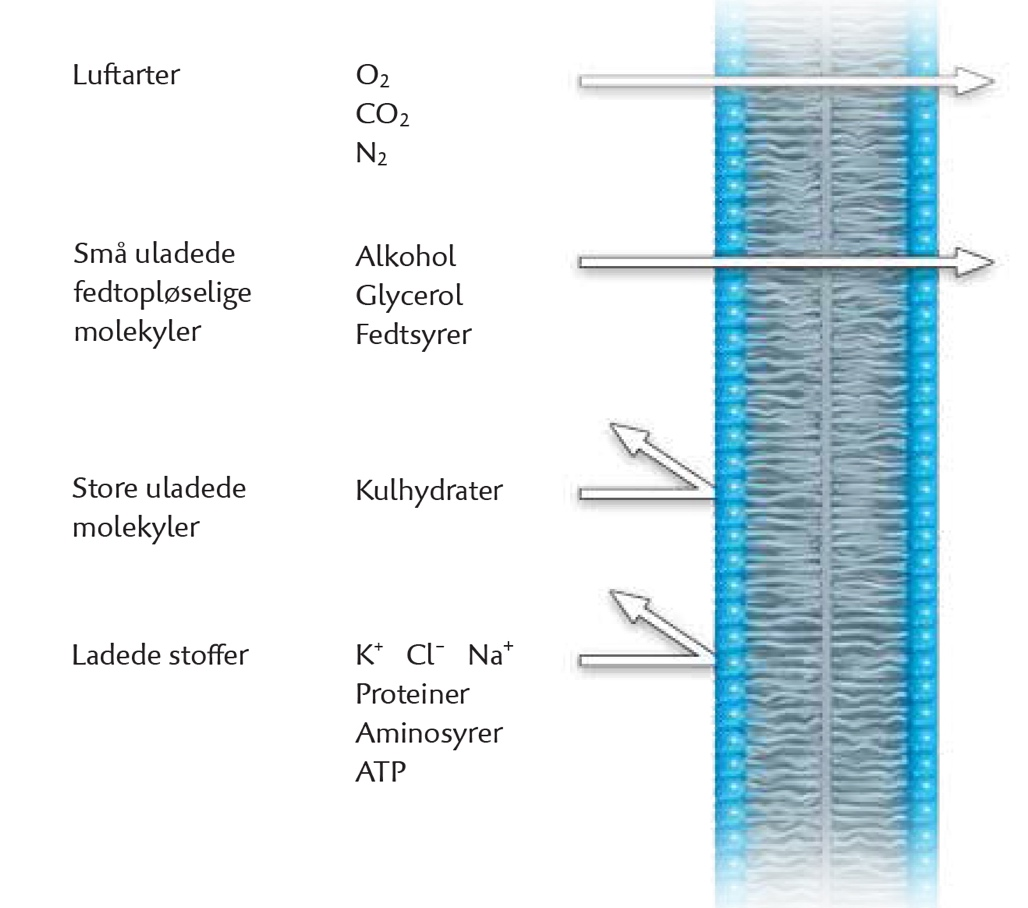 Luftarter O₂
CO₂
N₂
Små uladede Alkohol
fedtopløselige Glycerol
molekyler Fedtsyrer
Store uladede Kulhydrater
molekyler
Ladede stoffer K⁺ Cl⁻ Na⁺
Proteiner
Aminosyrer
ATP